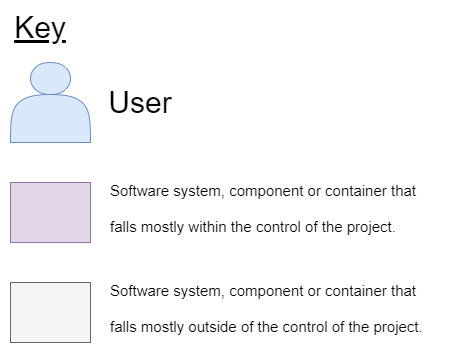 Key
User
Software system, component or container that
falls mostly within the control of the project.
Software system, component or container that
falls mostly outside of the control of the project.